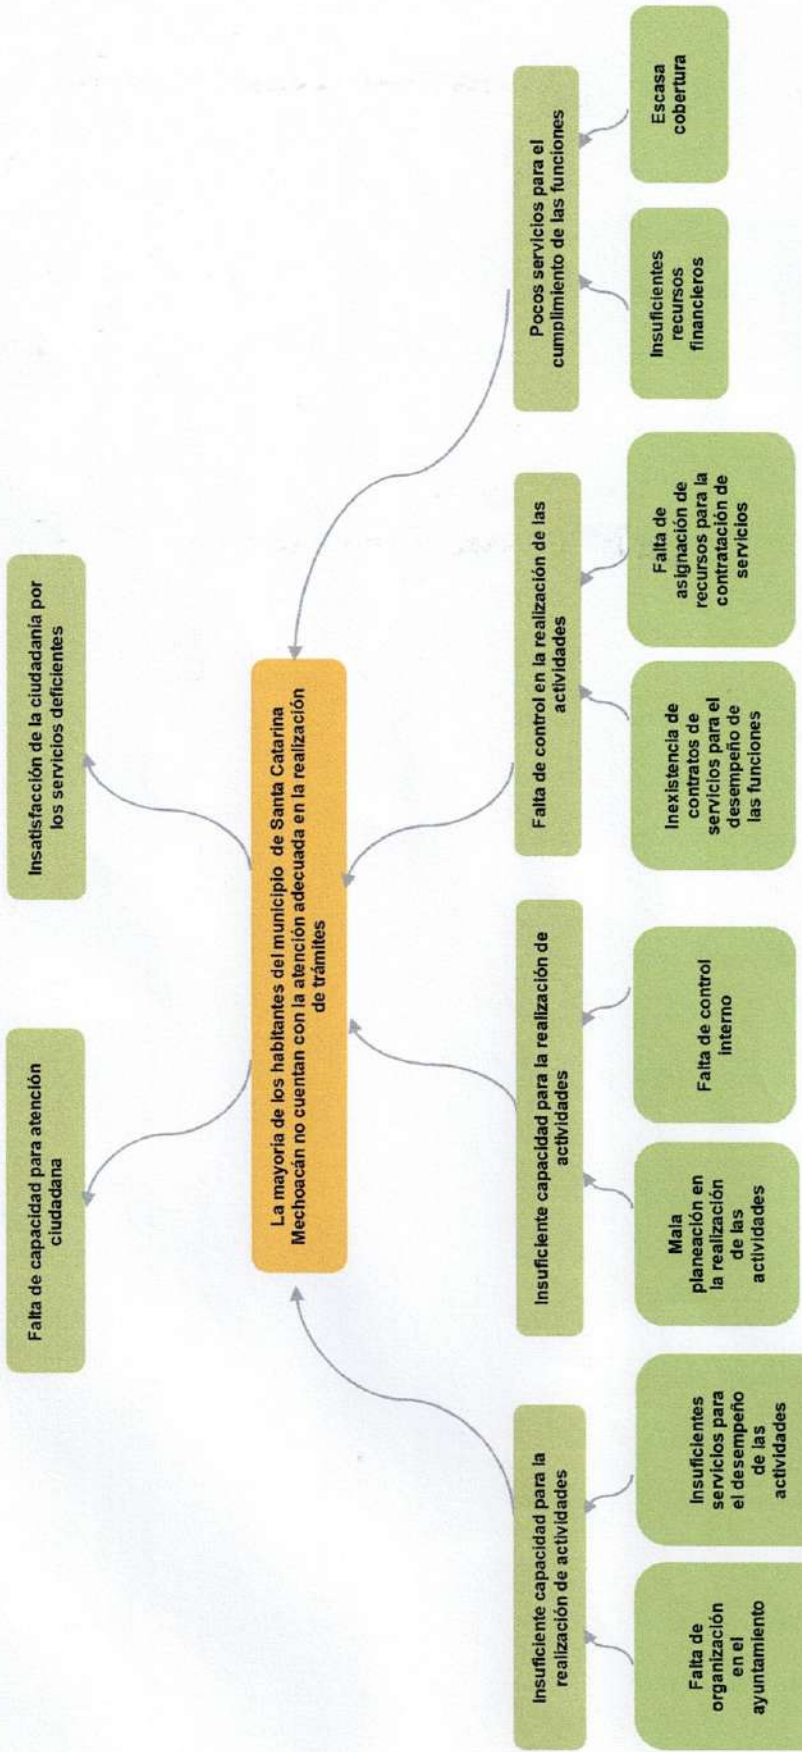 Falta de capacidad para atención
ciudadana
Insatisfacción de la ciudadanía por
los servicios deficientes
La mayoria de los habitantes del municipio de Santa Catarina
Mechoacán no cuentan con la atención adecuada en la realización
de trámites
Insuficiente capacidad para la
realización de actividades
Insuficiente capacidad para la realización de
actividades
Falta de control en la realización de las
actividades
Pocos servicios para el
cumplimiento de las funciones
Falta de
organización
en el
ayuntamiento
Insuficientes
servicios para
el desempeño
de las
actividades
Mala
planeación en
la realización
de las
actividades
Falta de control
interno
Inexistencia de
contratos de
servicios para el
desempeño de
las funciones
Falta de
asignación de
recursos para la
contratación de
servicios
Insuficientes
recursos
financieros
Escasa
cobertura